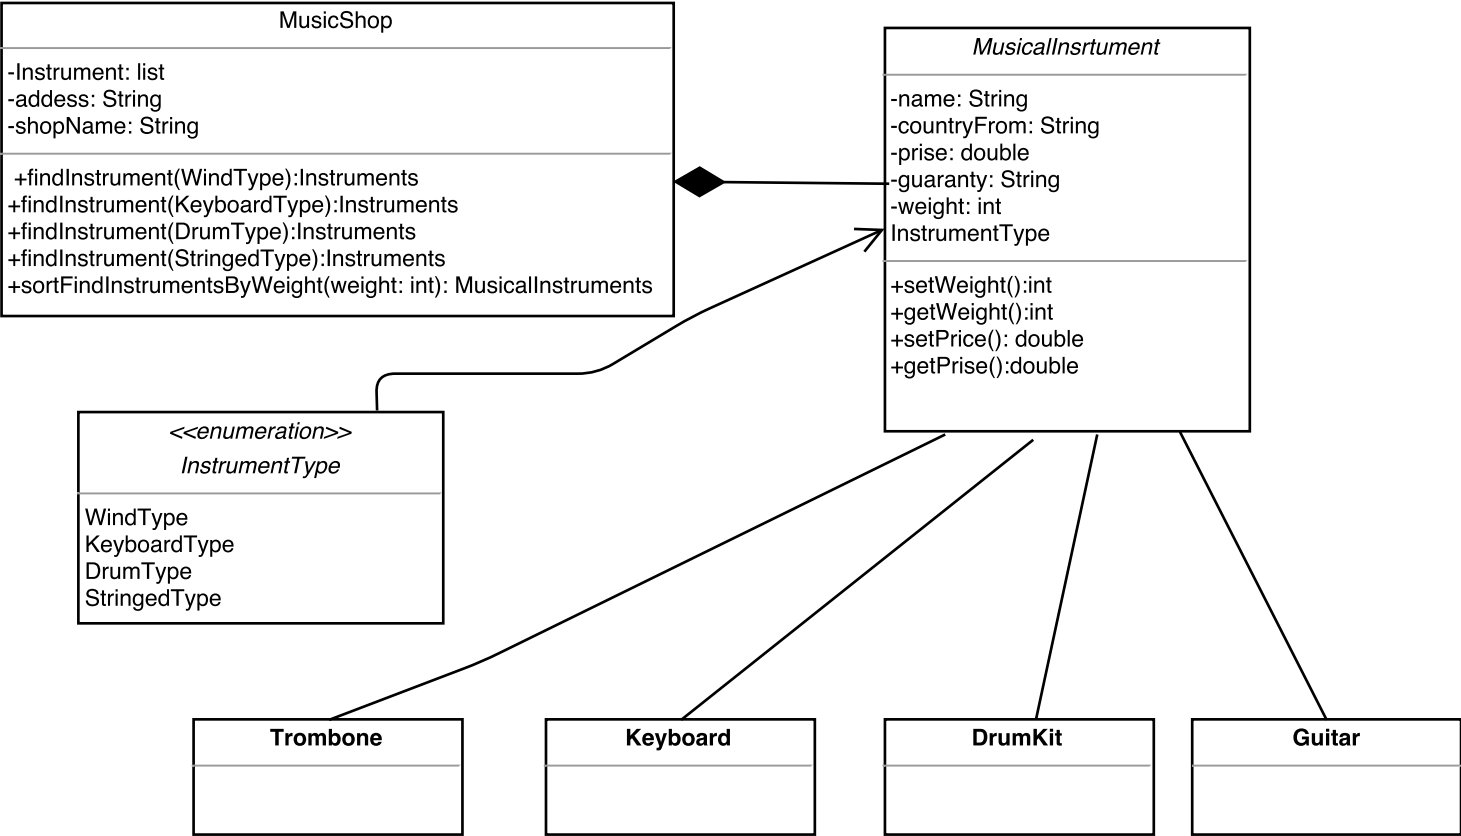 MusicShop
-Instrument: list
-addess: String
-shopName: String
+findInstrument(WindType):Instruments
+findInstrument(KeyboardType):Instruments
+findInstrument(DrumType):Instruments
+findInstrument(StringedType):Instruments
+sortFindInstrumentsByWeight(weight: int): MusicalInstruments
MusicalInsrtument
-name: String
-countryFrom: String
-prise: double
-guaranty: String
-weight: int
InstrumentType
+setWeight():int
+getWeight():int
+setPrice(): double
+getPrise():double
<<enumeration>>
InstrumentType
WindType
KeyboardType
DrumType
StringedType
Trombone
Keyboard
DrumKit
Guitar